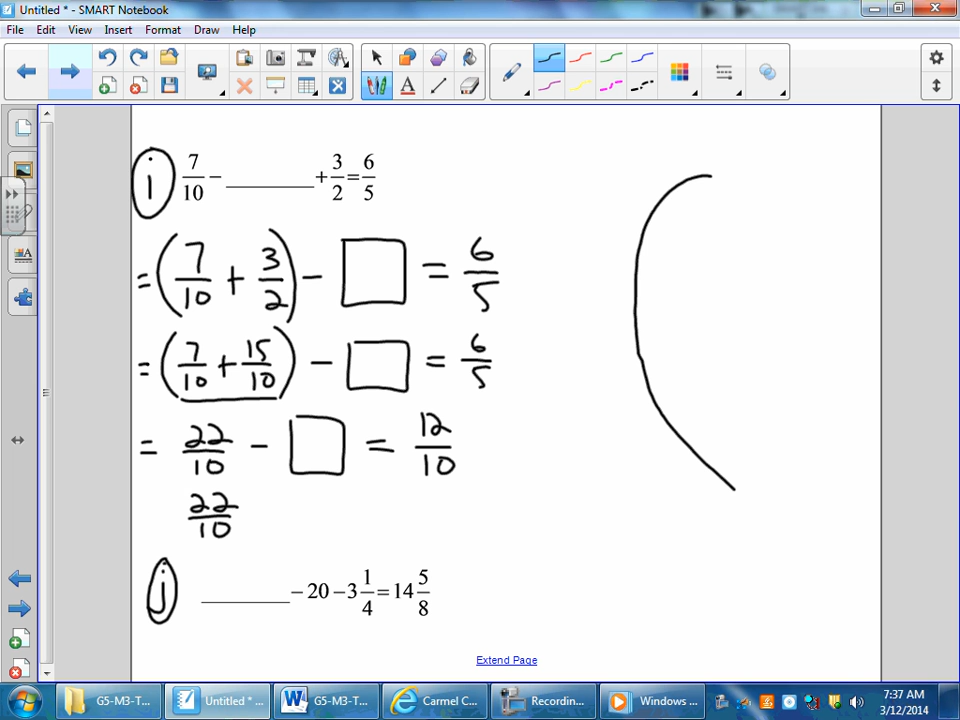 Untitled * - SMART Notebook
File Edit View Insert Format Draw Help
i 7/10 - ________ + 3/2 = 6/5
= (7/10 + 3/2) - □ = 6/5
= (7/10 + 15/10) - □ = 6/5
= 22/10 - □ = 12/10
22/10
j ________ - 20 - 3 1/4 = 14 5/8
Extend Page
G5-M3-T... Untitled * ... G5-M3-T... Carmel C... Recordin... Windows ... 7:37 AM
3/12/2014